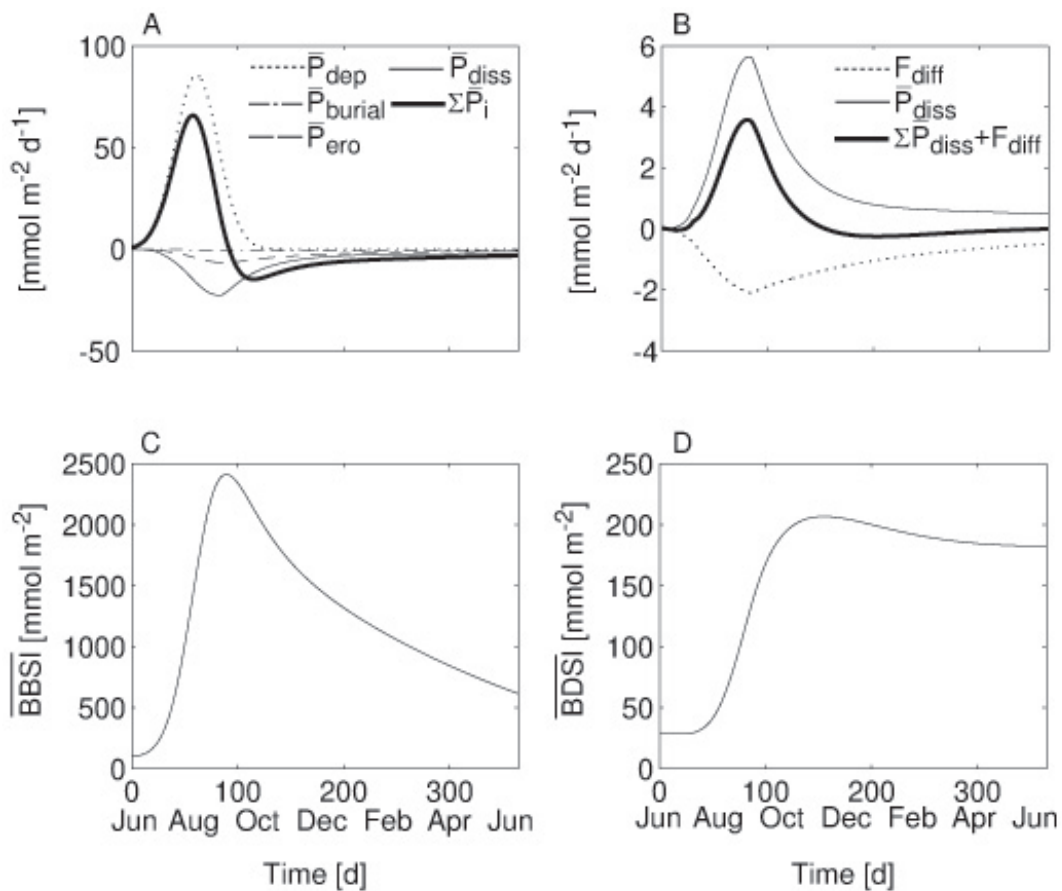 A
100
50
0
-50
[mmol m⁻² d⁻¹]
P̅dep
P̅burial
P̅ero
P̅diss
ΣP̅i
B
6
4
2
0
-2
-4
[mmol m⁻² d⁻¹]
Fdiff
P̅diss
ΣP̅diss+Fdiff
C
2500
2000
1500
1000
500
0
BBSI [mmol m⁻²]
0 100 200 300
Jun Aug Oct Dec Feb Apr Jun
Time [d]
D
250
200
150
100
50
0
BDSI [mmol m⁻²]
0 100 200 300
Jun Aug Oct Dec Feb Apr Jun
Time [d]